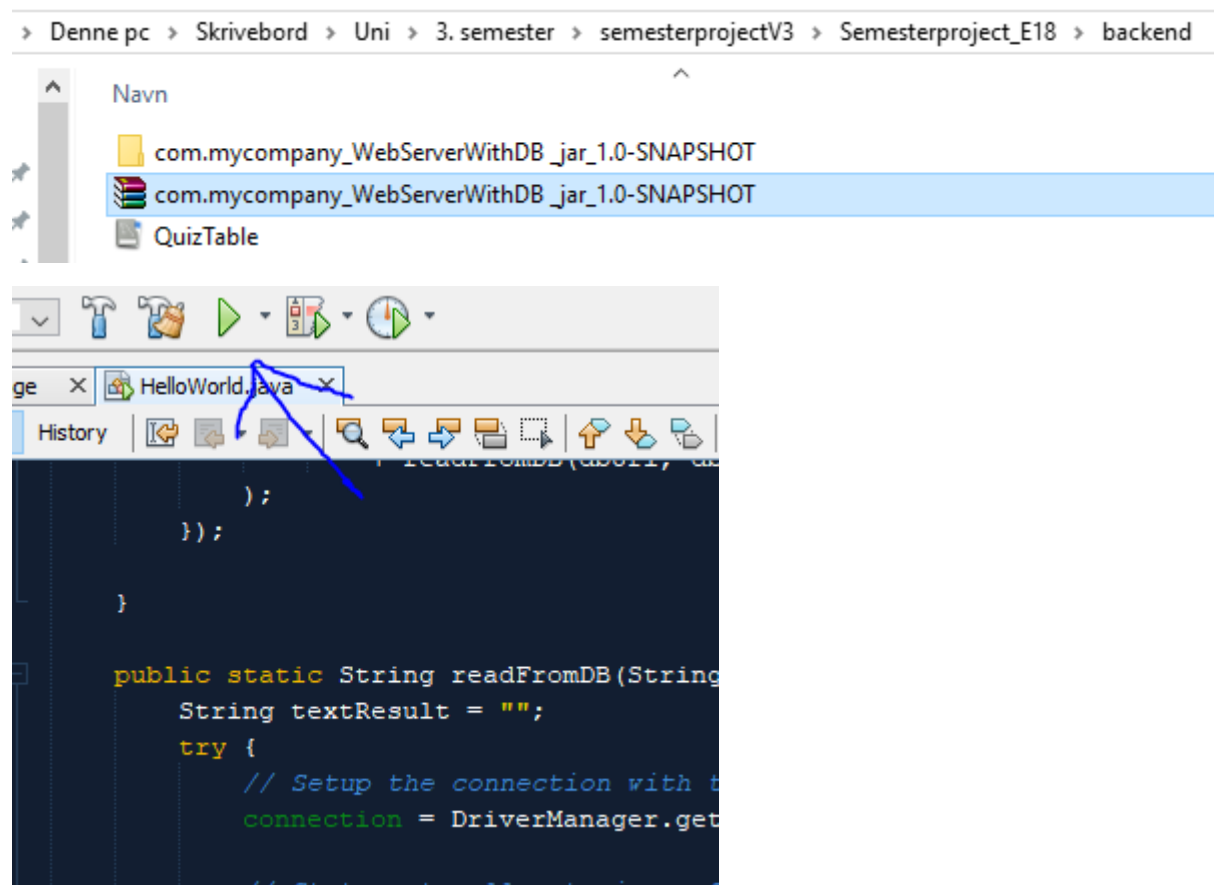 > Denne pc > Skrivebord > Uni > 3. semester > semesterprojectV3 > Semesterproject_E18 > backend
Navn
com.mycompany_WebServerWithDB _jar_1.0-SNAPSHOT
com.mycompany_WebServerWithDB _jar_1.0-SNAPSHOT
QuizTable
ge HelloWorld.java
History
);
});
}
public static String readFromDB(String
String textResult = "";
try {
// Setup the connection with t
connection = DriverManager.get